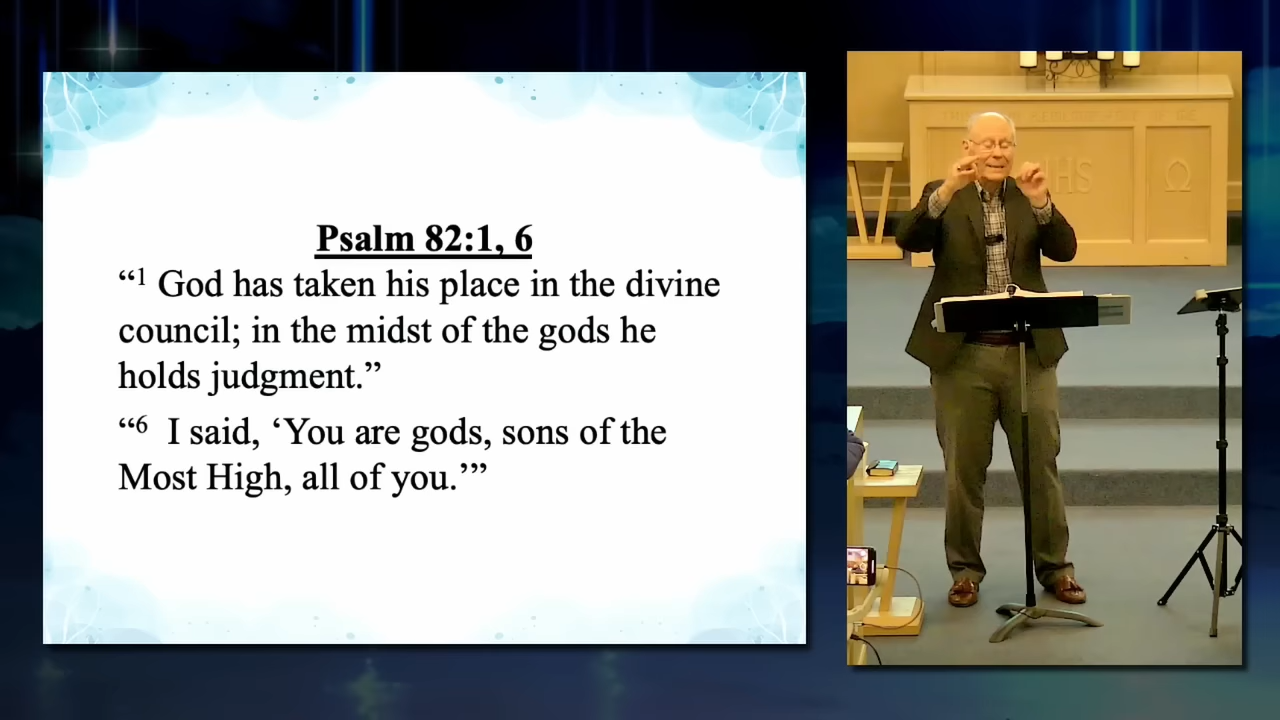 Psalm 82:1, 6
“¹ God has taken his place in the divine
council; in the midst of the gods he
holds judgment.”
“⁶ I said, ‘You are gods, sons of the
Most High, all of you.’”
IHS
Ω